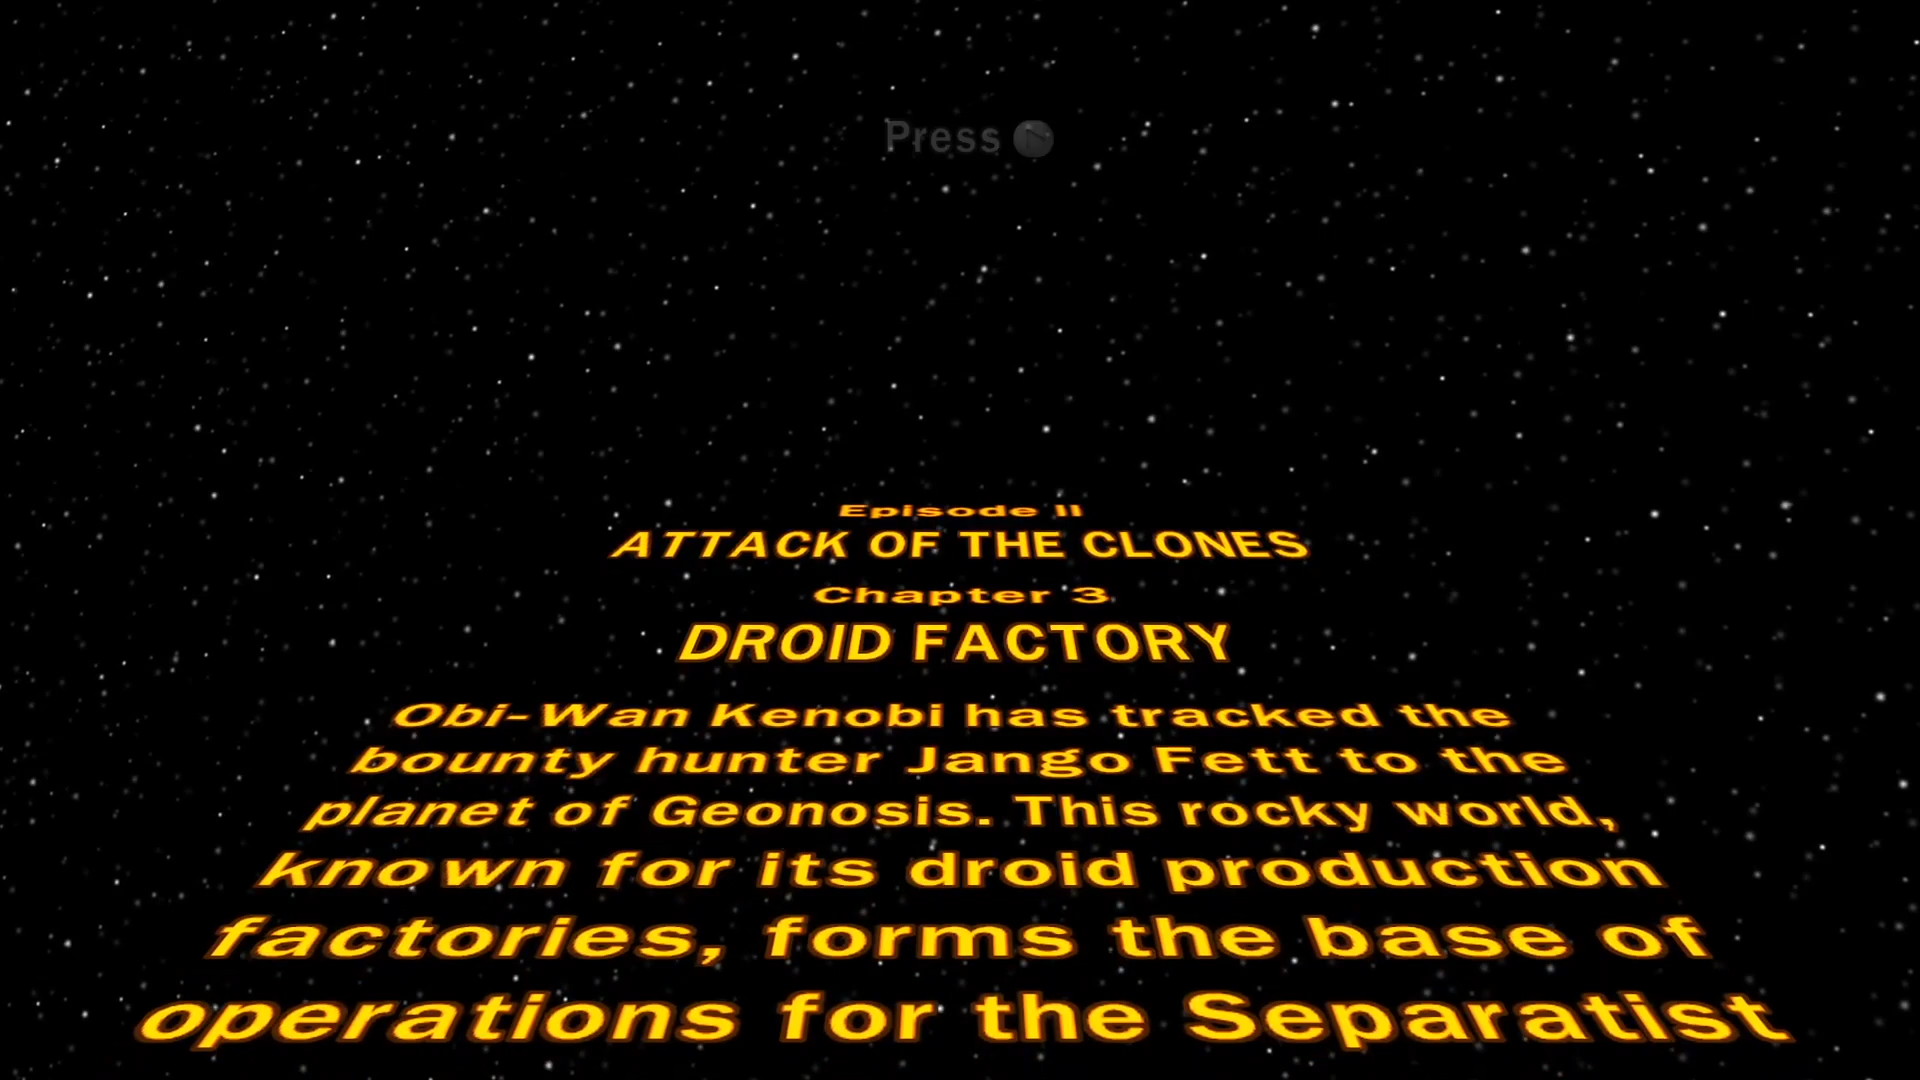 Press
Episode II
ATTACK OF THE CLONES
Chapter 3
DROID FACTORY
Obi-Wan Kenobi has tracked the
bounty hunter Jango Fett to the
planet of Geonosis. This rocky world,
known for its droid production
factories, forms the base of
operations for the Separatist